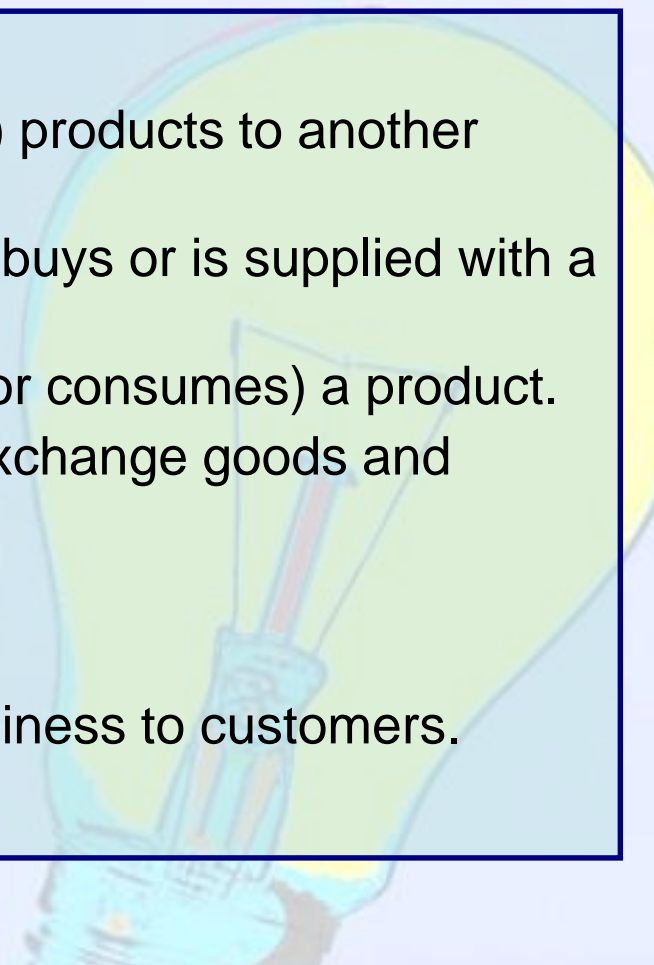 ) products to another
buys or is supplied with a
or consumes) a product.
xchange goods and
iness to customers.